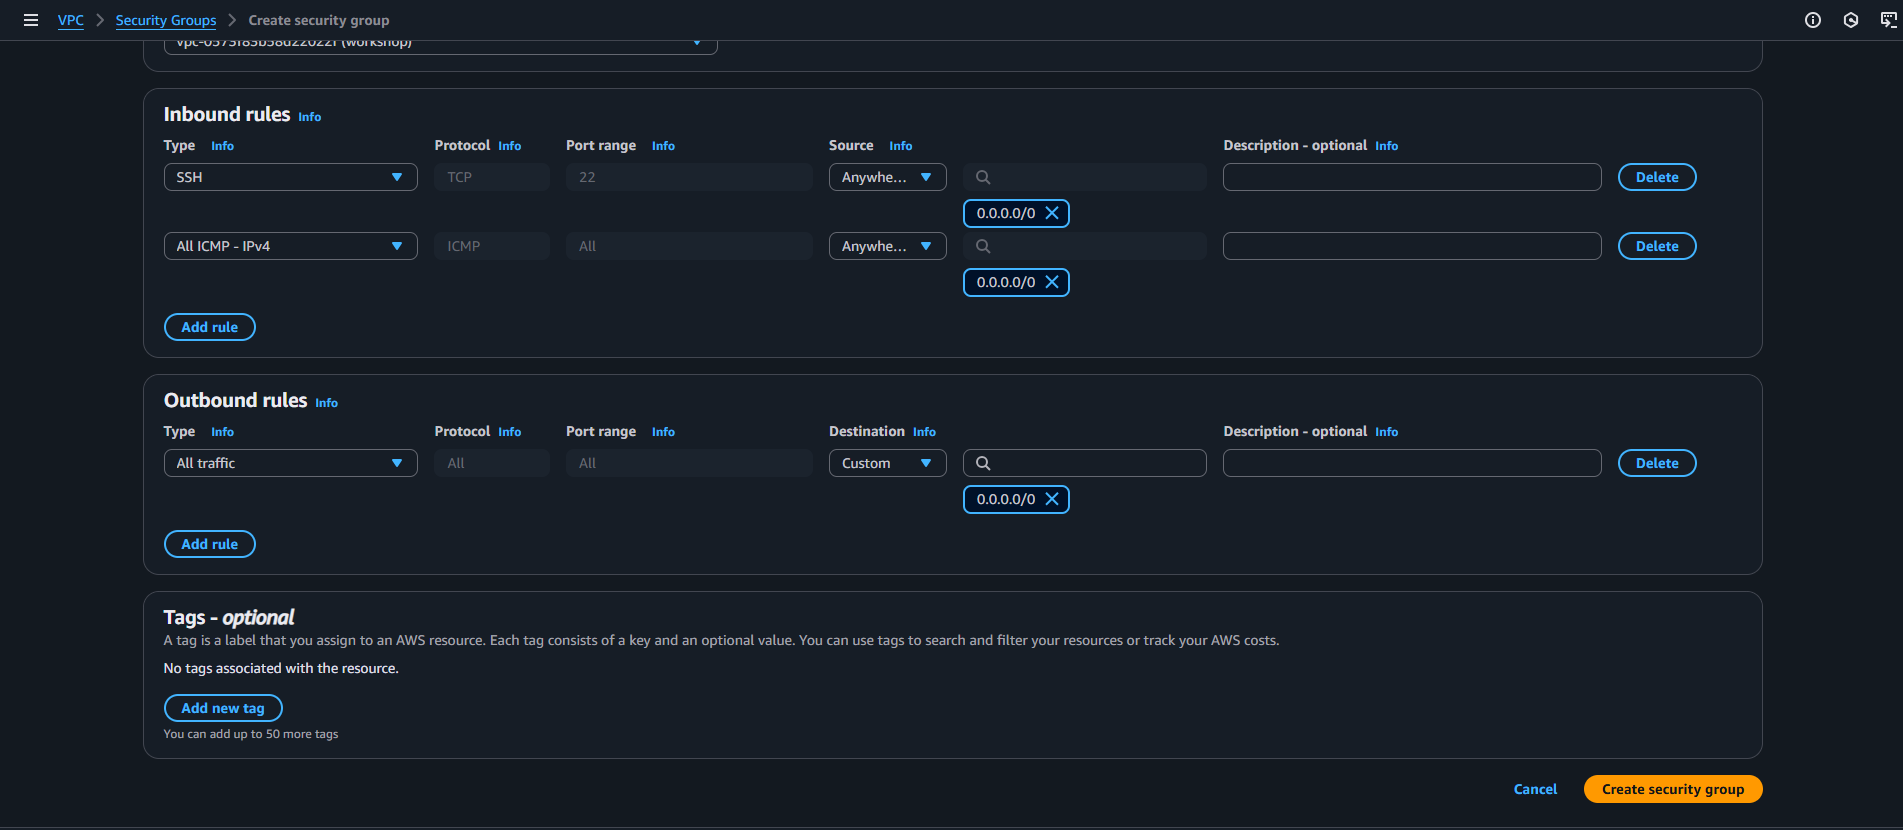 VPC > Security Groups > Create security group
vpc-0575f85b58d22022f (workshop)
Inbound rules Info
Type Info Protocol Info Port range Info Source Info Description - optional Info
SSH TCP 22 Anywhe... Delete
0.0.0.0/0
All ICMP - IPv4 ICMP All Anywhe... Delete
0.0.0.0/0
Add rule
Outbound rules Info
Type Info Protocol Info Port range Info Destination Info Description - optional Info
All traffic All All Custom Delete
0.0.0.0/0
Add rule
Tags - optional
A tag is a label that you assign to an AWS resource. Each tag consists of a key and an optional value. You can use tags to search and filter your resources or track your AWS costs.
No tags associated with the resource.
Add new tag
You can add up to 50 more tags
Cancel Create security group